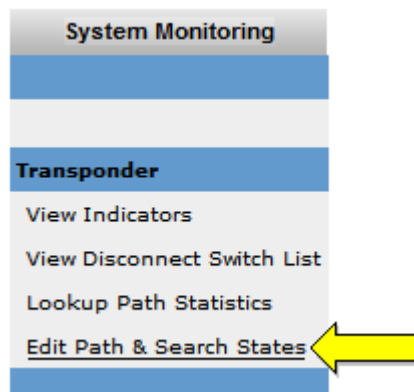 System Monitoring
Transponder
View Indicators
View Disconnect Switch List
Lookup Path Statistics
Edit Path & Search States